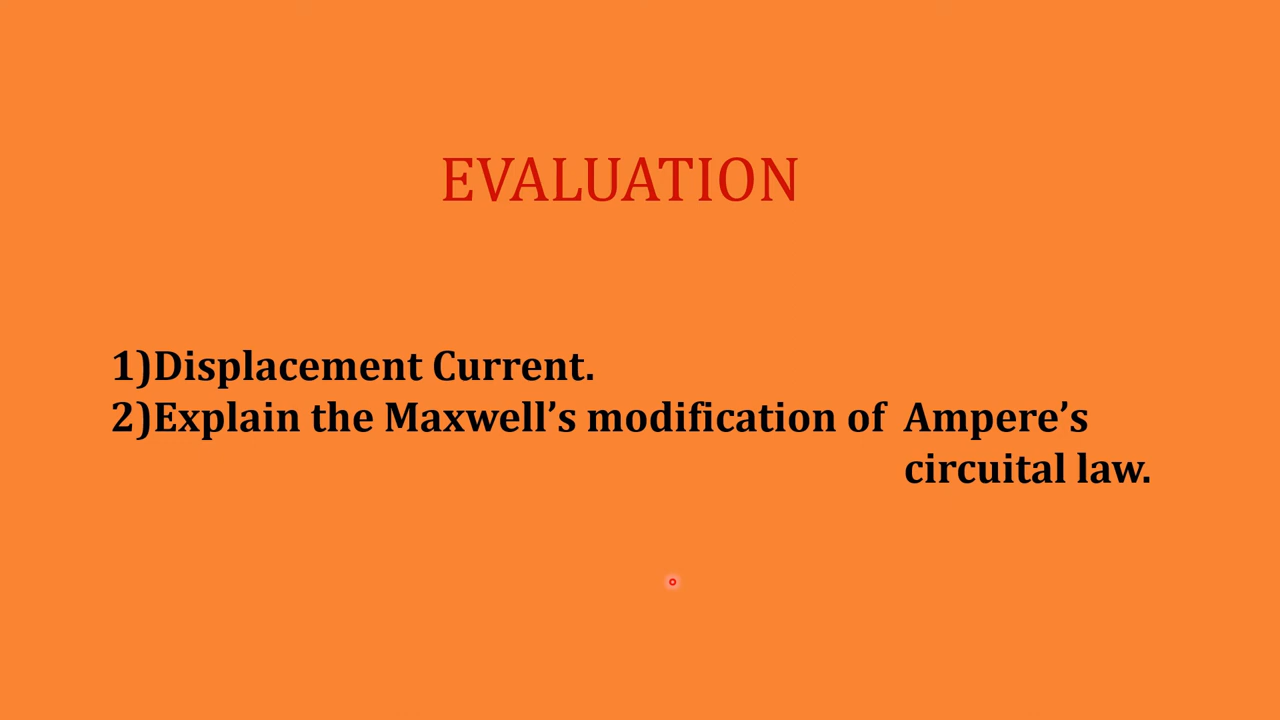 EVALUATION
1)Displacement Current.
2)Explain the Maxwell’s modification of  Ampere’s
circuital law.